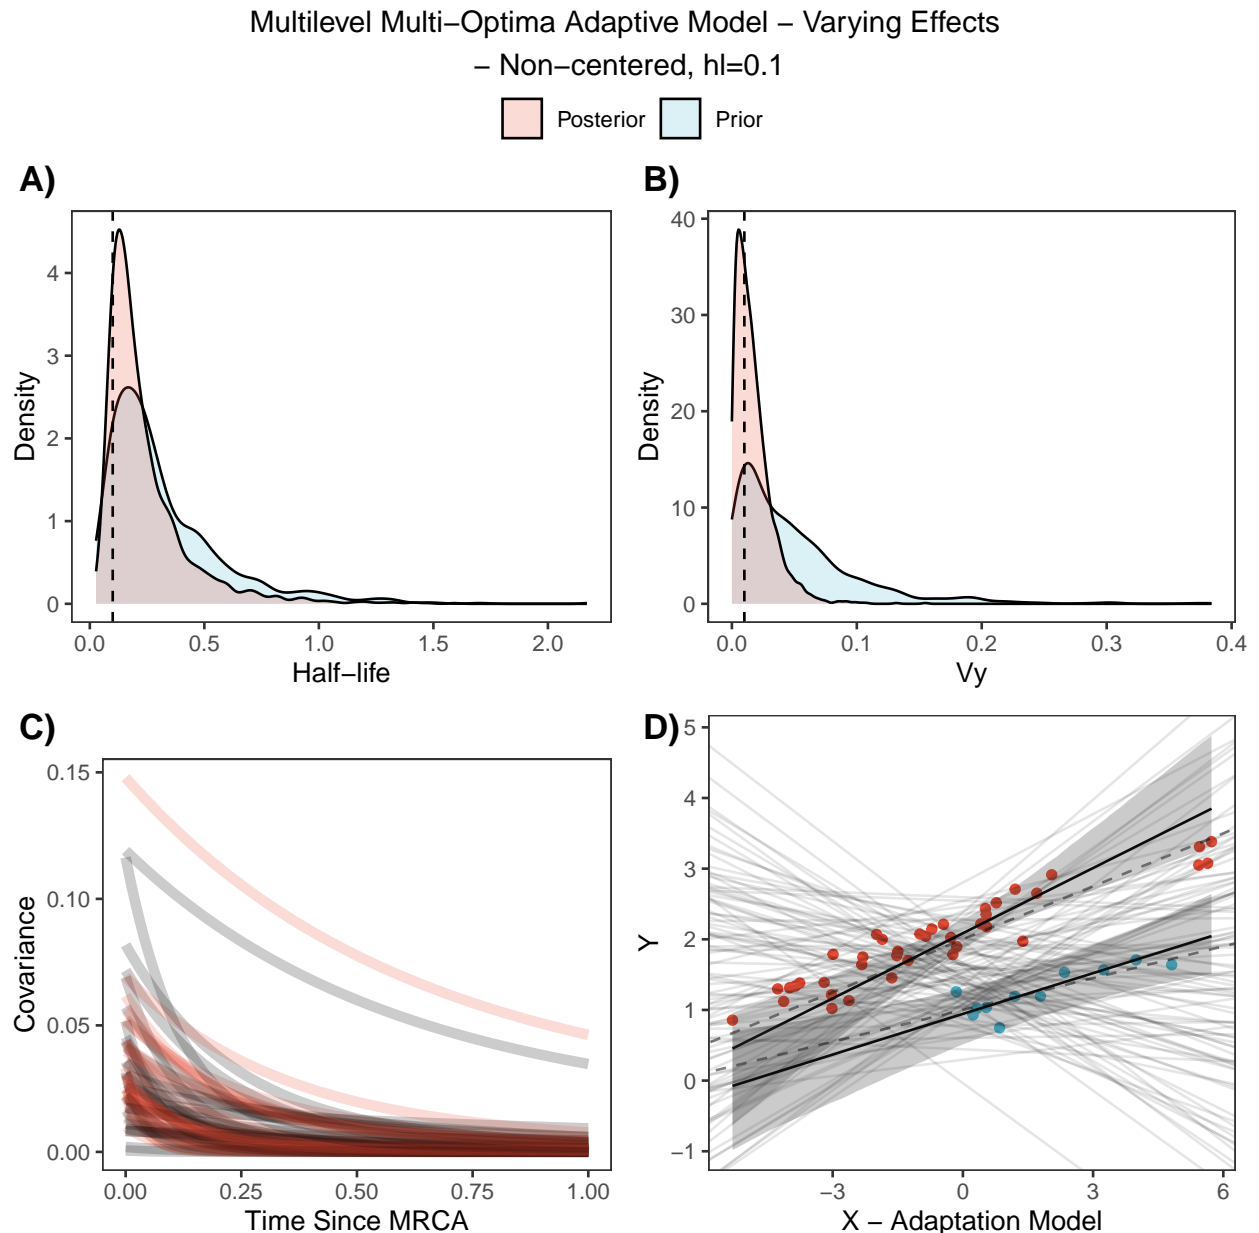 Multilevel Multi−Optima Adaptive Model − Varying Effects
− Non−centered, hl=0.1
Posterior Prior
A)
Density
4
3
2
1
0
0.0 0.5 1.0 1.5 2.0
Half−life
B)
Density
40
30
20
10
0
0.0 0.1 0.2 0.3 0.4
Vy
C)
Covariance
0.15
0.10
0.05
0.00
0.00 0.25 0.50 0.75 1.00
Time Since MRCA
D)
Y
5
4
3
2
1
0
−1
−3 0 3 6
X − Adaptation Model